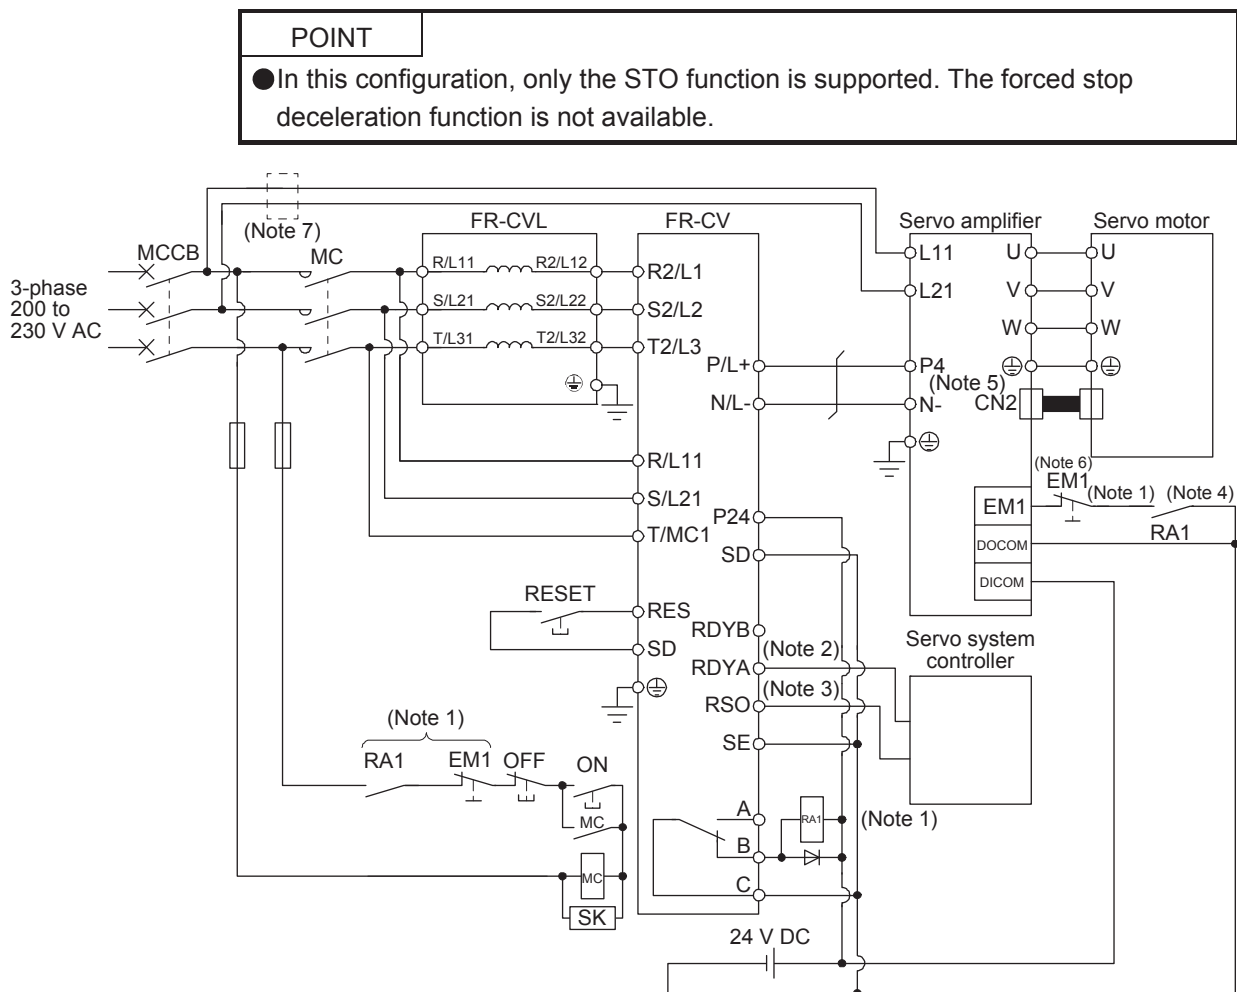 POINT
●In this configuration, only the STO function is supported. The forced stop
deceleration function is not available.
(Note 7)
FR-CVL
FR-CV
Servo amplifier
Servo motor
MCCB
MC
3-phase
200 to
230 V AC
R/L11
R2/L12
R2/L1
S/L21
S2/L22
S2/L2
T/L31
T2/L32
T2/L3
L11
L21
U
U
V
V
W
W
P/L+
P4
(Note 5)
N/L-
N-
CN2
R/L11
S/L21
T/MC1
P24
SD
(Note 6)
EM1
(Note 1)
(Note 4)
EM1
RA1
DOCOM
DICOM
RESET
RES
SD
RDYB
RDYA
(Note 2)
RSO
(Note 3)
SE
Servo system
controller
(Note 1)
RA1
EM1
OFF
ON
MC
MC
SK
A
B
C
RA1
(Note 1)
24 V DC